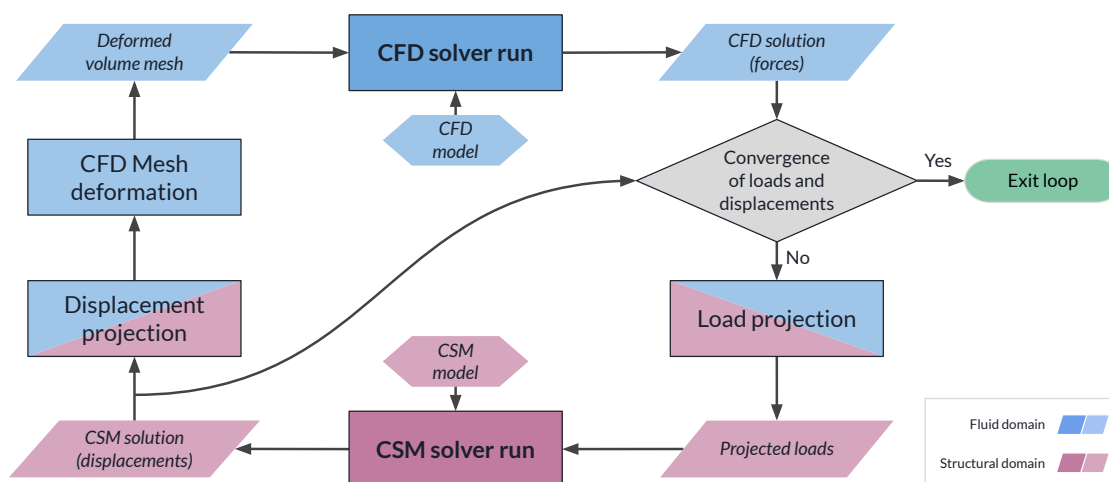 Deformed
volume mesh
CFD solver run
CFD solution
(forces)
CFD
model
CFD Mesh
deformation
Convergence
of loads and
displacements
Yes
Exit loop
No
Displacement
projection
Load projection
CSM
model
CSM solution
(displacements)
CSM solver run
Projected loads
Fluid domain
Structural domain